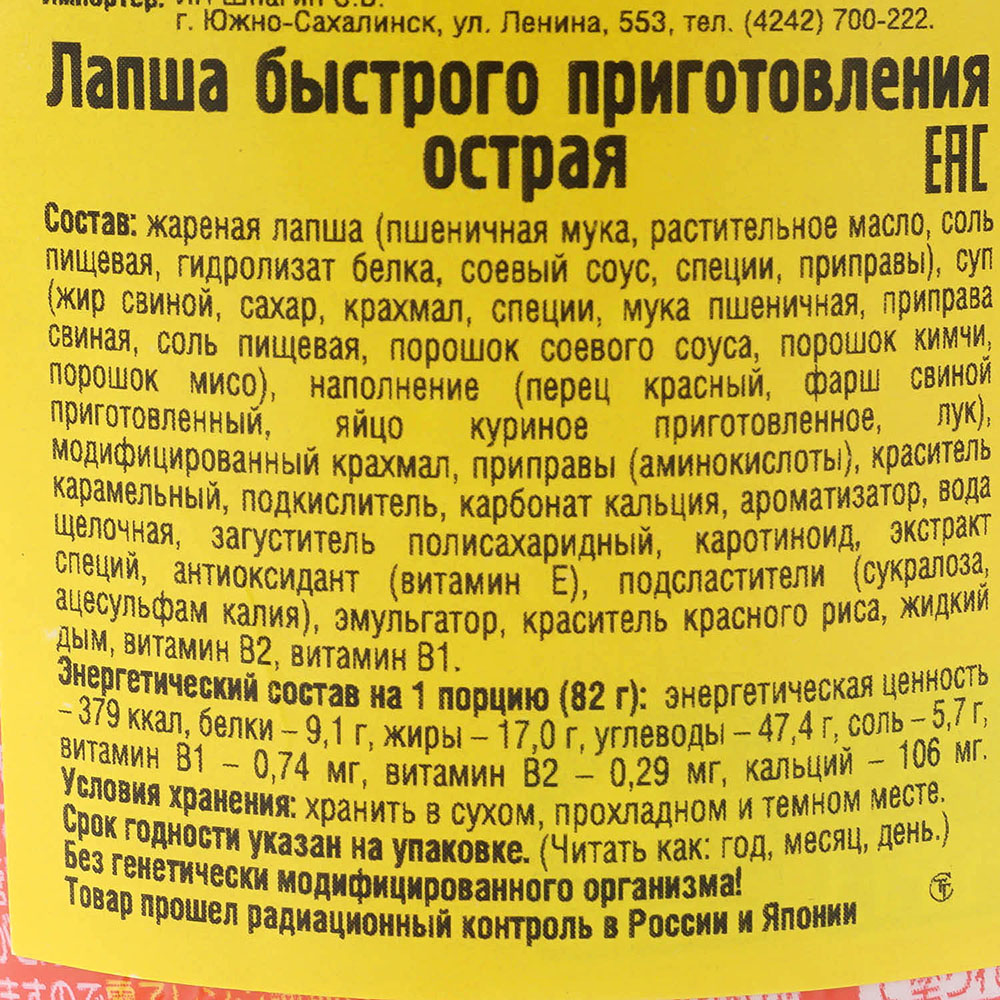 Импортер: ИП Шпагин С.В.
г. Южно-Сахалинск, ул. Ленина, 553, тел. (4242) 700-222.
Лапша быстрого приготовления
острая
EAC
Состав: жареная лапша (пшеничная мука, растительное масло, соль
пищевая, гидролизат белка, соевый соус, специи, приправы), суп
(жир свиной, сахар, крахмал, специи, мука пшеничная, приправа
свиная, соль пищевая, порошок соевого соуса, порошок кимчи,
порошок мисо), наполнение (перец красный, фарш свиной
приготовленный, яйцо куриное приготовленное, лук),
модифицированный крахмал, приправы (аминокислоты), краситель
карамельный, подкислитель, карбонат кальция, ароматизатор, вода
щелочная, загуститель полисахаридный, каротиноид, экстракт
специй, антиоксидант (витамин Е), подсластители (сукралоза,
ацесульфам калия), эмульгатор, краситель красного риса, жидкий
дым, витамин В2, витамин В1.
Энергетический состав на 1 порцию (82 г): энергетическая ценность
– 379 ккал, белки – 9,1 г, жиры – 17,0 г, углеводы – 47,4 г, соль – 5,7 г,
витамин В1 – 0,74 мг, витамин В2 – 0,29 мг, кальций – 106 мг.
Условия хранения: хранить в сухом, прохладном и темном месте.
Срок годности указан на упаковке. (Читать как: год, месяц, день.)
Без генетически модифицированного организма!
Товар прошел радиационный контроль в России и Японии